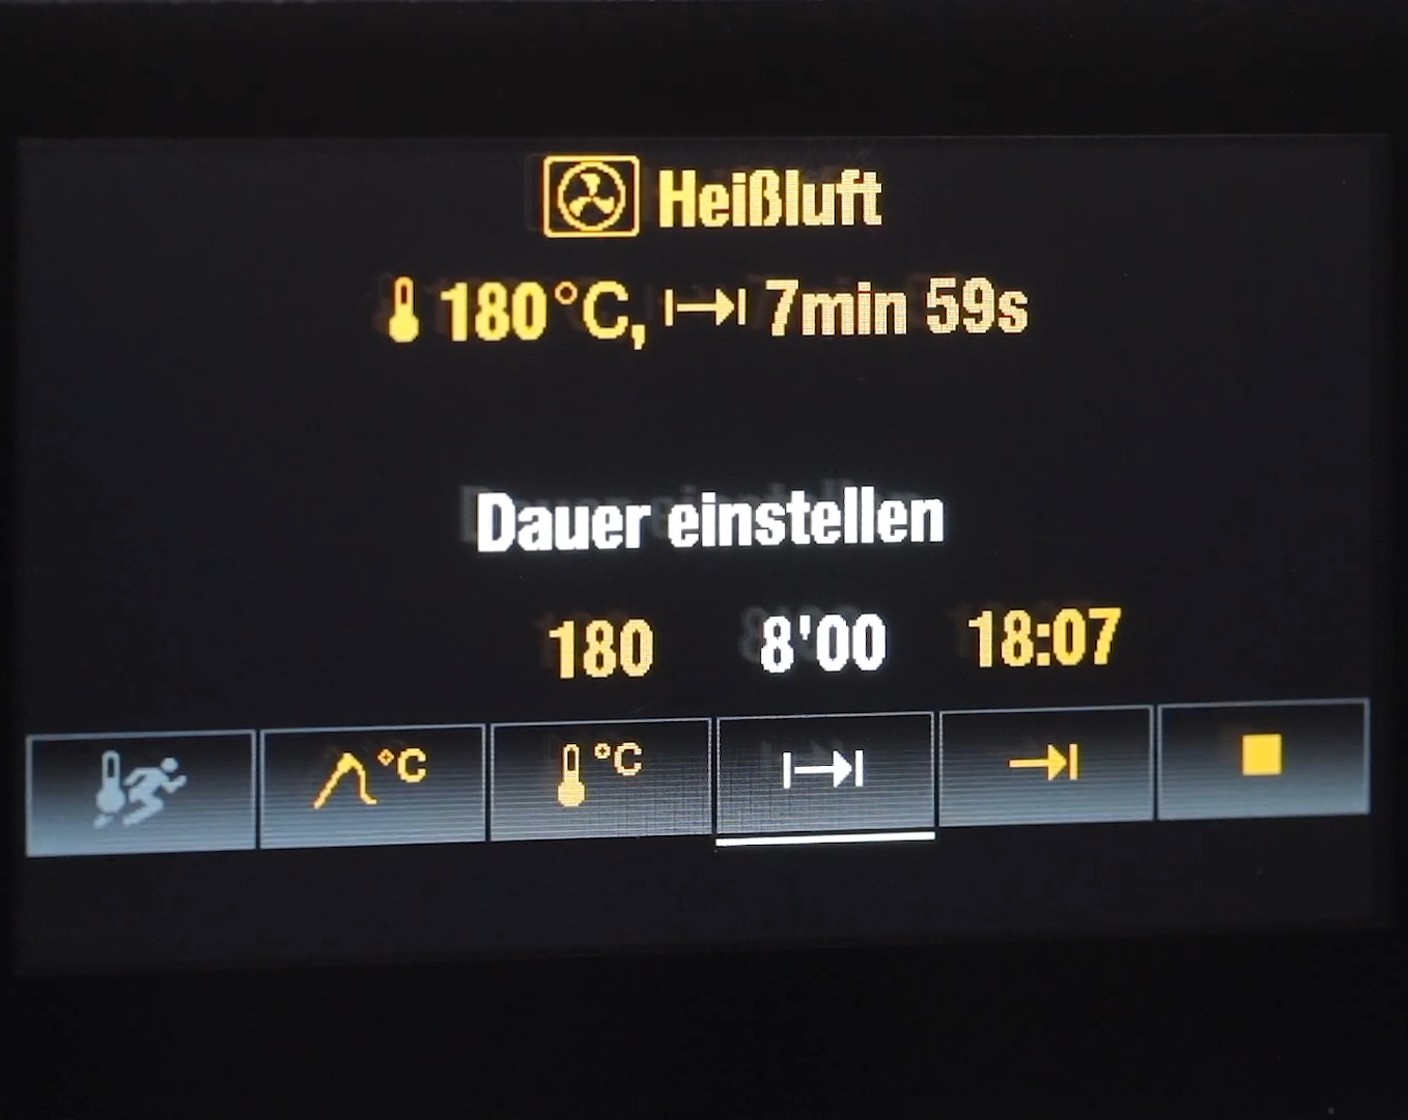 Heißluft
180°C, 7min 59s
Dauer einstellen
180 8'00 18:07
°C °C